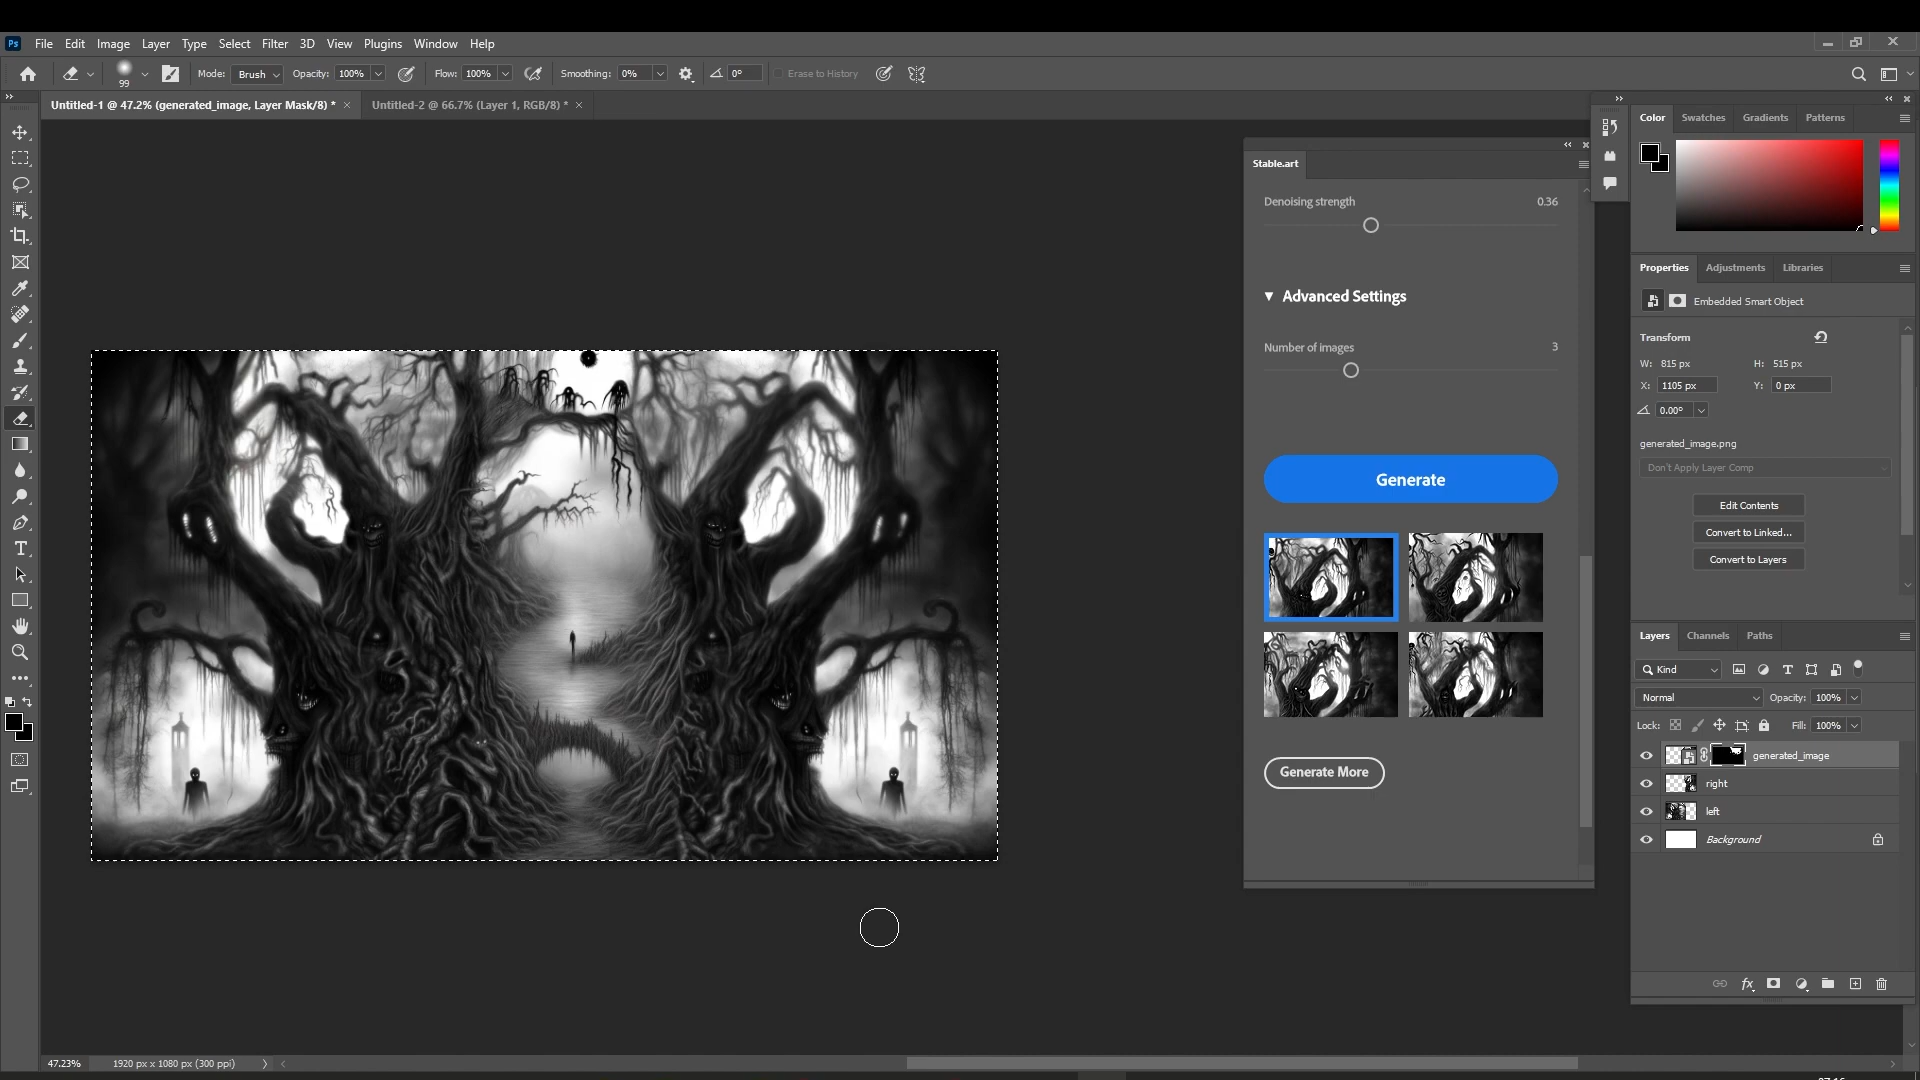 Ps File Edit Image Layer Type Select Filter 3D View Plugins Window Help
99 Mode: Brush Opacity: 100% Flow: 100% Smoothing: 0% 0° Erase to History
Untitled-1 @ 47.2% (generated_image, Layer Mask/8) * × Untitled-2 @ 66.7% (Layer 1, RGB/8) * ×
Stable.art
Denoising strength 0.36
Advanced Settings
Number of images 3
Generate
Generate More
Color Swatches Gradients Patterns
Properties Adjustments Libraries
Embedded Smart Object
Transform
W: 815 px H: 515 px
X: 1105 px Y: 0 px
0.00°
generated_image.png
Don't Apply Layer Comp
Edit Contents
Convert to Linked...
Convert to Layers
Layers Channels Paths
Kind
Normal Opacity: 100%
Lock: Fill: 100%
generated_image
right
left
Background
47.23% 1920 px x 1080 px (300 ppi)